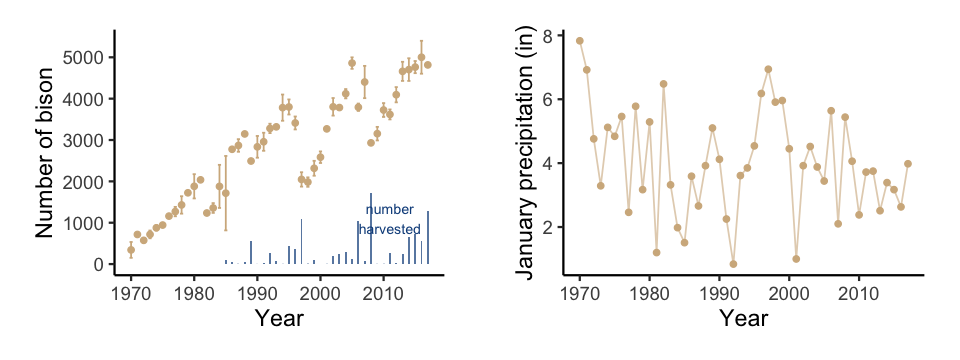 Number of bison
5000
4000
3000
2000
1000
0
number
harvested
1970 1980 1990 2000 2010
Year
January precipitation (in)
8
6
4
2
1970 1980 1990 2000 2010
Year